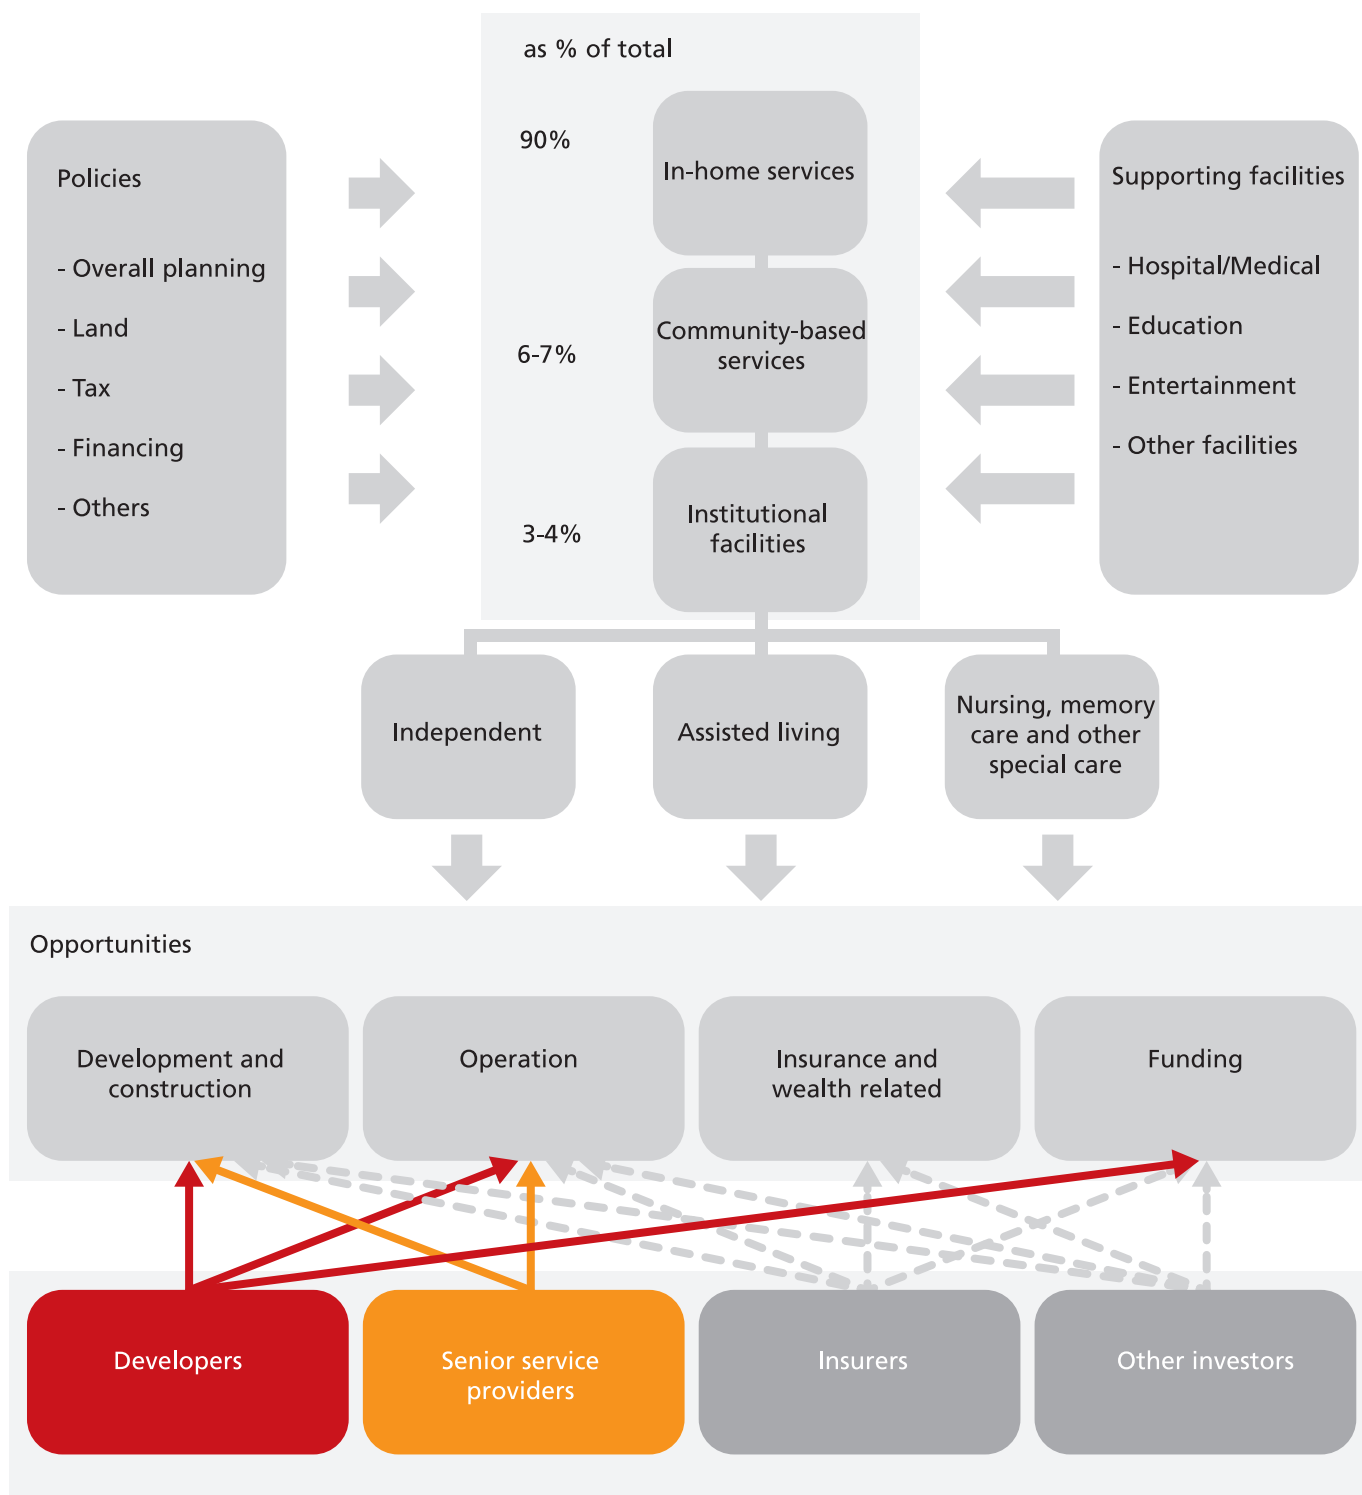 as % of total
90%
In-home services
6-7%
Community-based
services
3-4%
Institutional
facilities
Policies
- Overall planning
- Land
- Tax
- Financing
- Others
Supporting facilities
- Hospital/Medical
- Education
- Entertainment
- Other facilities
Independent
Assisted living
Nursing, memory
care and other
special care
Opportunities
Development and
construction
Operation
Insurance and
wealth related
Funding
Developers
Senior service
providers
Insurers
Other investors